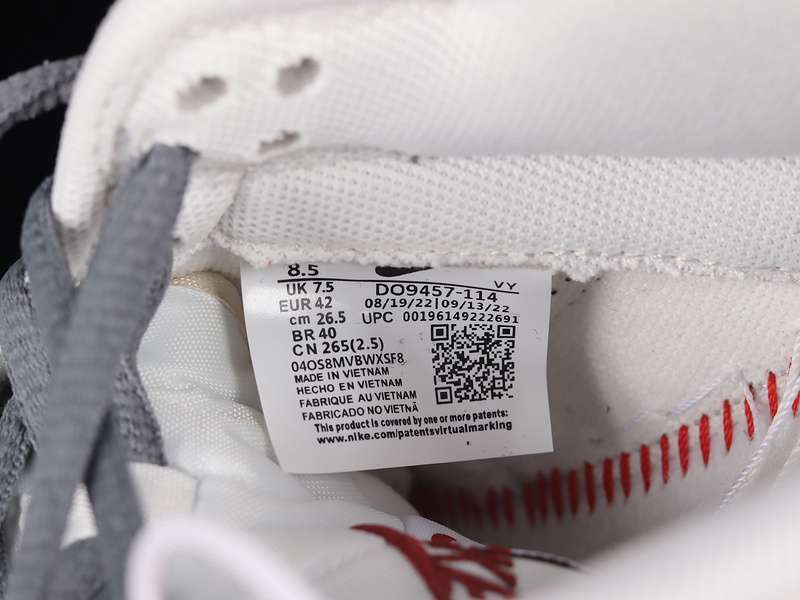 8.5
UK 7.5
EUR 42
cm 26.5
BR 40
CN 265(2.5)
VY
DO9457-114
08/19/22|09/13/22
UPC 00196149222691
04OS8MVBWXSF8
MADE IN VIETNAM
HECHO EN VIETNAM
FABRIQUE AU VIETNAM
FABRICADO NO VIETNÃ
This product is covered by one or more patents:
www.nike.com/patentsvirtualmarking